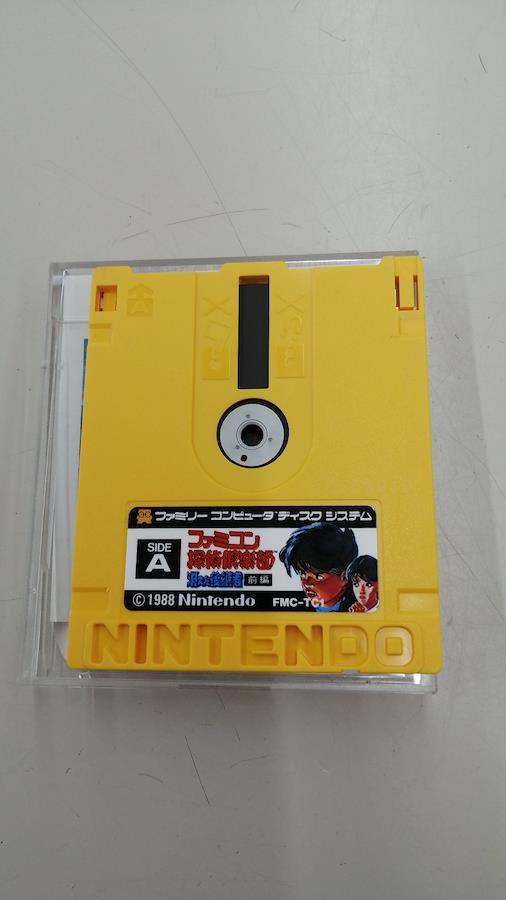 ファミリー コンピュータ ディスク システム
SIDE
A
ファミコン
探偵倶楽部
消えた後継者
前編
© 1988 Nintendo
FMC-TC1
NINTENDO